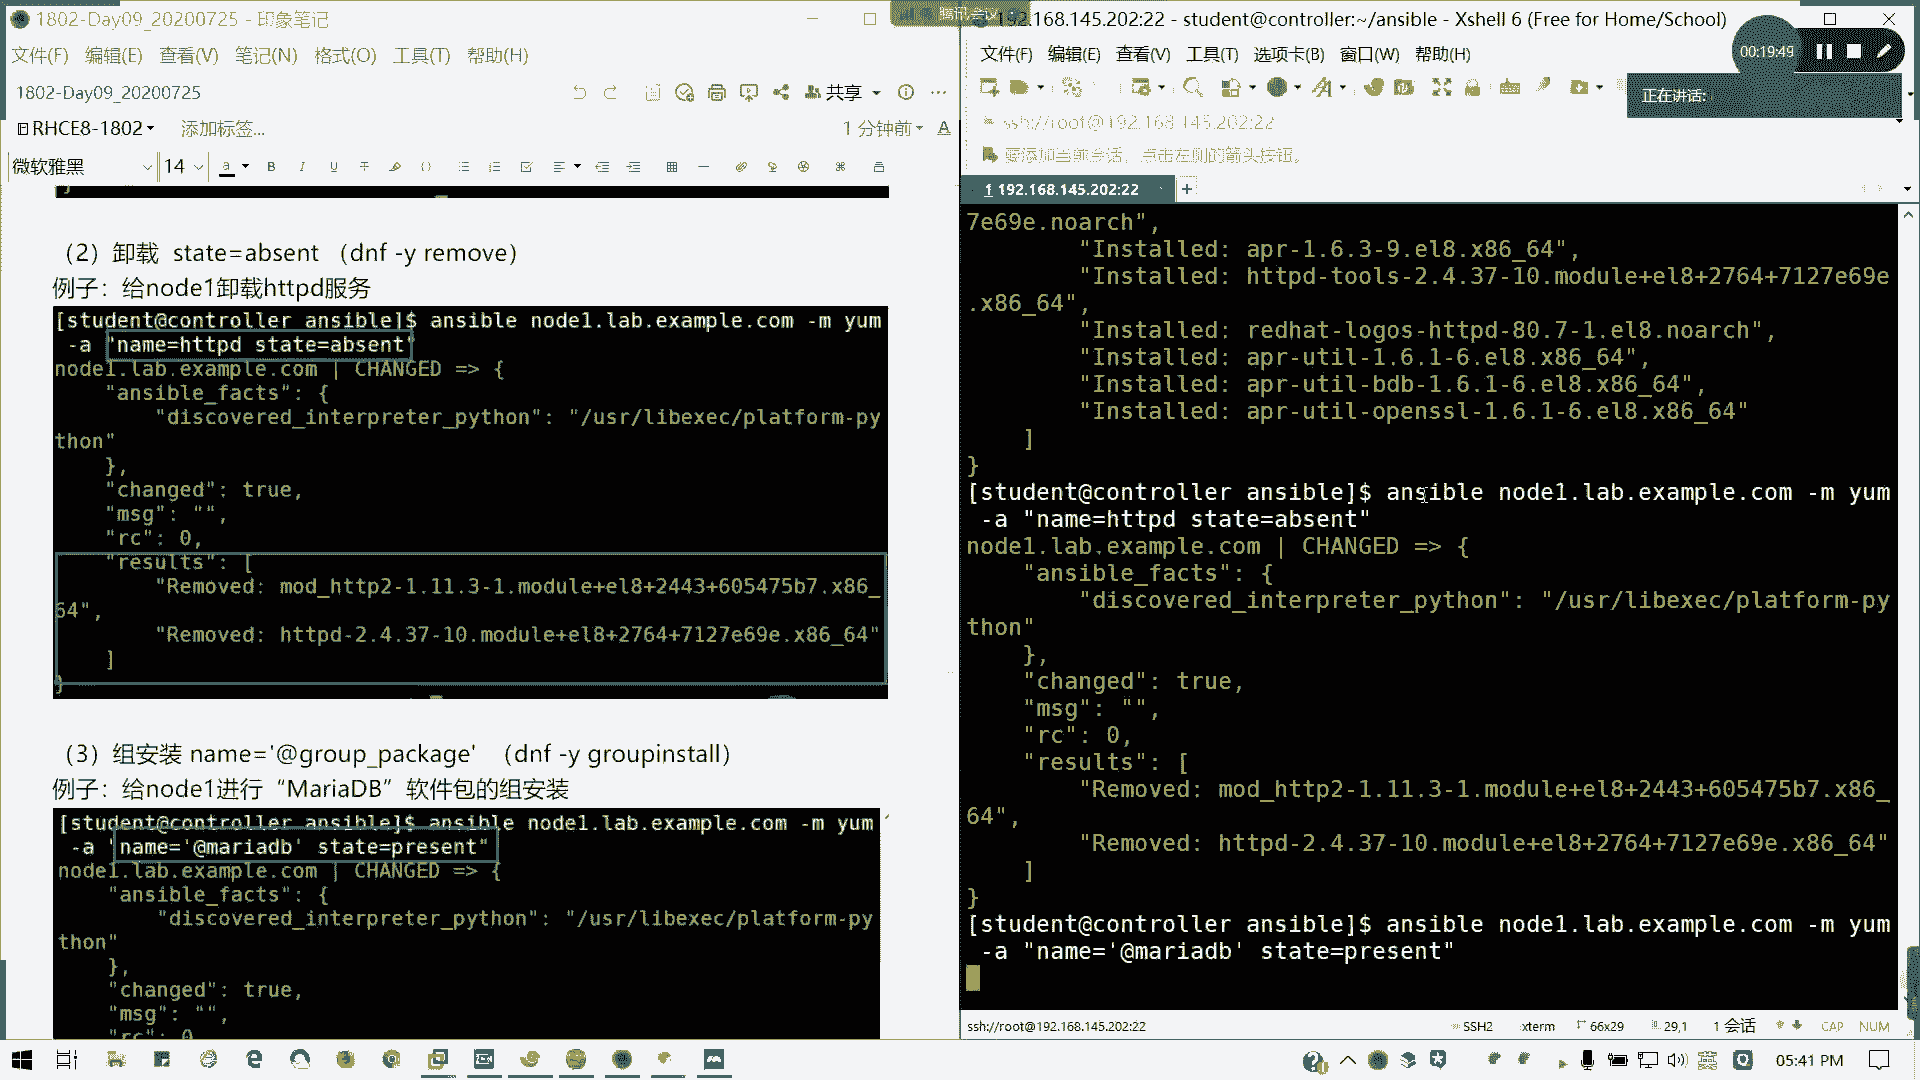 1802-Day09_20200725 - 印象笔记
文件(F) 编辑(E) 查看(V) 笔记(N) 格式(O) 工具(T) 帮助(H)
1802-Day09_20200725
共享
RHCE8-1802 添加标签...
1 分钟前
微软雅黑 14
(2) 卸载 state=absent （dnf -y remove）
例子：给node1卸载httpd服务
[student@controller ansible]$ ansible node1.lab.example.com -m yum
-a "name=httpd state=absent"
node1.lab.example.com | CHANGED => {
"ansible_facts": {
"discovered_interpreter_python": "/usr/libexec/platform-py
thon"
},
"changed": true,
"msg": "",
"rc": 0,
"results": [
"Removed: mod_http2-1.11.3-1.module+el8+2443+605475b7.x86_
64",
"Removed: httpd-2.4.37-10.module+el8+2764+7127e69e.x86_64"
]
}
(3) 组安装 name='@group_package' （dnf -y groupinstall）
例子：给node1进行“MariaDB”软件包的组安装
[student@controller ansible]$ ansible node1.lab.example.com -m yum
-a "name='@mariadb' state=present"
node1.lab.example.com | CHANGED => {
"ansible_facts": {
"discovered_interpreter_python": "/usr/libexec/platform-py
thon"
},
"changed": true,
"msg": "",
"rc": 0
腾讯会议
192.168.145.202:22 - student@controller:~/ansible - Xshell 6 (Free for Home/School)
文件(F) 编辑(E) 查看(V) 工具(T) 选项卡(B) 窗口(W) 帮助(H)
00:19:49
正在讲话:
ssh://root@192.168.145.202:22
要添加当前会话，点击左侧的箭头按钮。
1 192.168.145.202:22
7e69e.noarch",
"Installed: apr-1.6.3-9.el8.x86_64",
"Installed: httpd-tools-2.4.37-10.module+el8+2764+7127e69e
.x86_64",
"Installed: redhat-logos-httpd-80.7-1.el8.noarch",
"Installed: apr-util-1.6.1-6.el8.x86_64",
"Installed: apr-util-bdb-1.6.1-6.el8.x86_64",
"Installed: apr-util-openssl-1.6.1-6.el8.x86_64"
]
}
[student@controller ansible]$ ansible node1.lab.example.com -m yum
-a "name=httpd state=absent"
node1.lab.example.com | CHANGED => {
"ansible_facts": {
"discovered_interpreter_python": "/usr/libexec/platform-py
thon"
},
"changed": true,
"msg": "",
"rc": 0,
"results": [
"Removed: mod_http2-1.11.3-1.module+el8+2443+605475b7.x86_
64",
"Removed: httpd-2.4.37-10.module+el8+2764+7127e69e.x86_64"
]
}
[student@controller ansible]$ ansible node1.lab.example.com -m yum
-a "name='@mariadb' state=present"
ssh://root@192.168.145.202:22 SSH2 xterm 66x29 29,1 1 会话 CAP NUM
05:41 PM